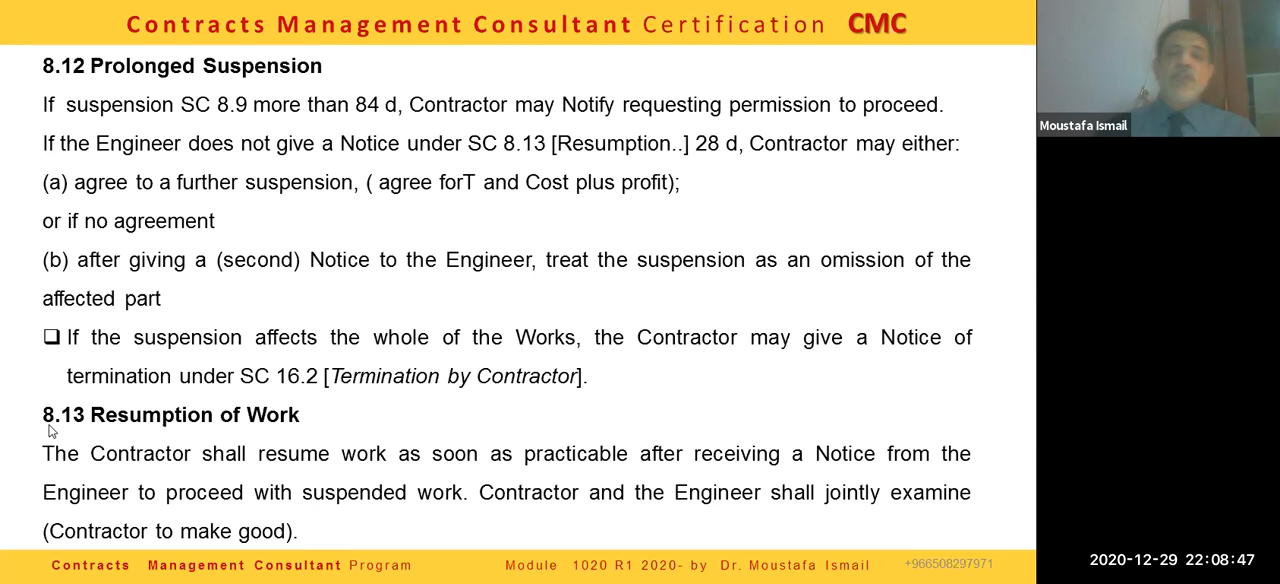 Contracts Management Consultant Certification CMC
8.12 Prolonged Suspension
If suspension SC 8.9 more than 84 d, Contractor may Notify requesting permission to proceed.
If the Engineer does not give a Notice under SC 8.13 [Resumption..] 28 d, Contractor may either:
(a) agree to a further suspension, ( agree forT and Cost plus profit);
or if no agreement
(b) after giving a (second) Notice to the Engineer, treat the suspension as an omission of the
affected part
❑ If the suspension affects the whole of the Works, the Contractor may give a Notice of
termination under SC 16.2 [Termination by Contractor].
8.13 Resumption of Work
The Contractor shall resume work as soon as practicable after receiving a Notice from the
Engineer to proceed with suspended work. Contractor and the Engineer shall jointly examine
(Contractor to make good).
Contracts Management Consultant Program Module 1020 R1 2020- by Dr. Moustafa Ismail +966508297971
Moustafa Ismail
2020-12-29 22:08:47